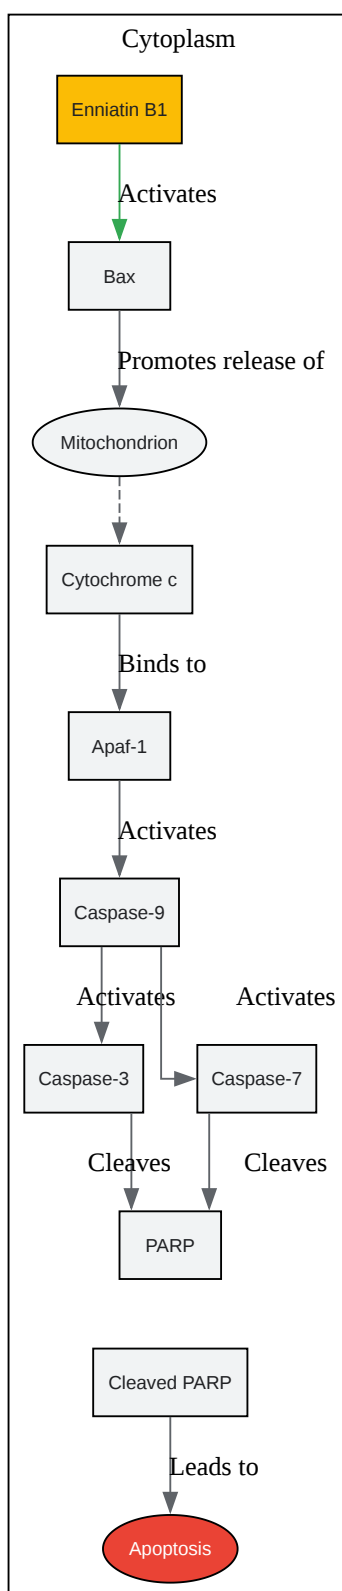 Cytoplasm
Enniatin B1
Activates
Bax
Promotes release of
Mitochondrion
Cytochrome c
Binds to
Apaf-1
Activates
Caspase-9
Activates
Activates
Caspase-3
Caspase-7
Cleaves
Cleaves
PARP
Cleaved PARP
Leads to
Apoptosis